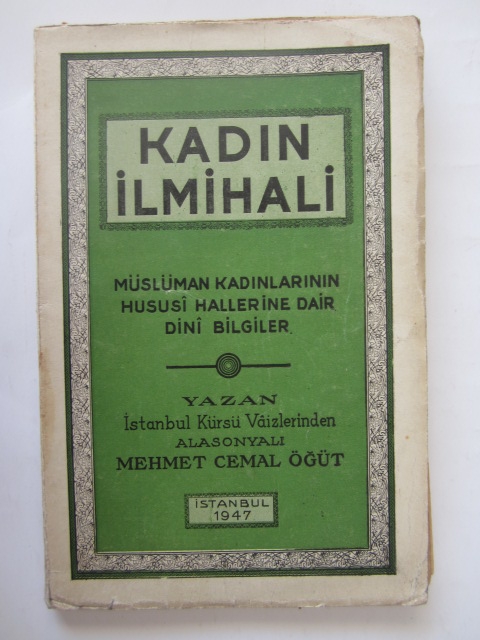 KADIN
İLMİHALİ
MÜSLÜMAN KADINLARININ
HUSUSÎ HALLERİNE DAİR
DİNÎ BİLGİLER
YAZAN
İstanbul Kürsü Vâizlerinden
ALASONYALI
MEHMET CEMAL ÖĞÜT
İSTANBUL
1947